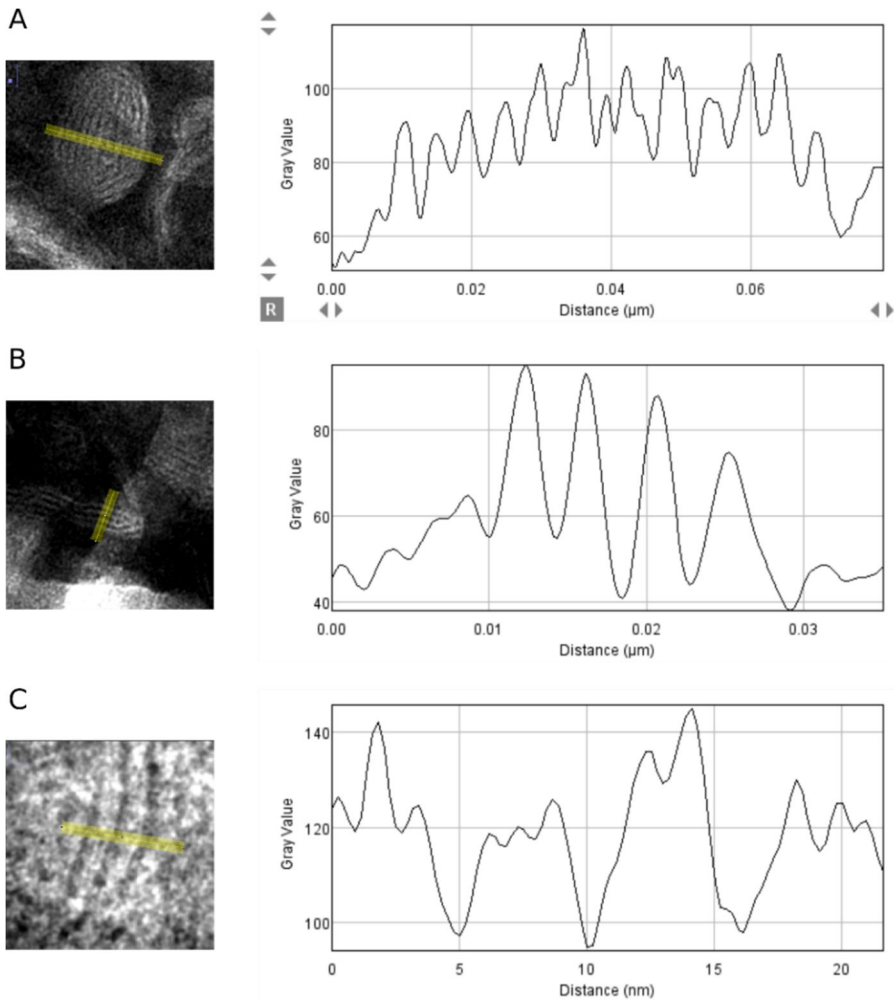 A
Gray Value
100
80
60
0.00 0.02 0.04 0.06
R
Distance (µm)
B
Gray Value
80
60
40
0.00 0.01 0.02 0.03
Distance (µm)
C
Gray Value
140
120
100
0 5 10 15 20
Distance (nm)